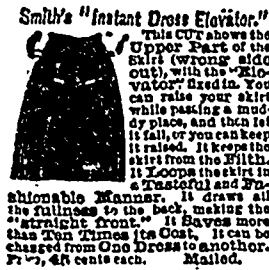 Smith's "Instant Dress Elevator."
This CUT shows the
Upper Part of the
Skirt (wrong side
out), with the "Ele-
vator" fixed in. You
can raise your skirt
while passing a mud-
dy place, and then let
it fall, or you can keep
it raised. It keeps the
skirt from the Filth.
It Loops the skirt in
a Tasteful and Fa-
shionable Manner. It draws all
the fullness to the back, making the
"straight front." It Saves more
than Ten Times its Cost. It can be
changed from One Dress to another.
45 cents each. Mailed.